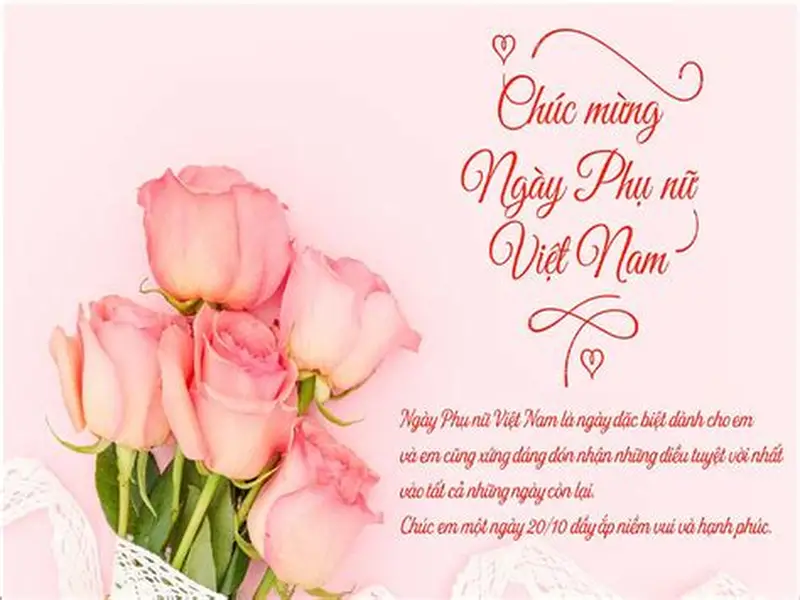 Chúc mừng
Ngày Phụ nữ
Việt Nam
Ngày Phụ nữ Việt Nam là ngày đặc biệt dành cho em
và em cũng xứng đáng đón nhận những điều tuyệt vời nhất
vào tất cả những ngày còn lại.
Chúc em một ngày 20/10 đầy ắp niềm vui và hạnh phúc.